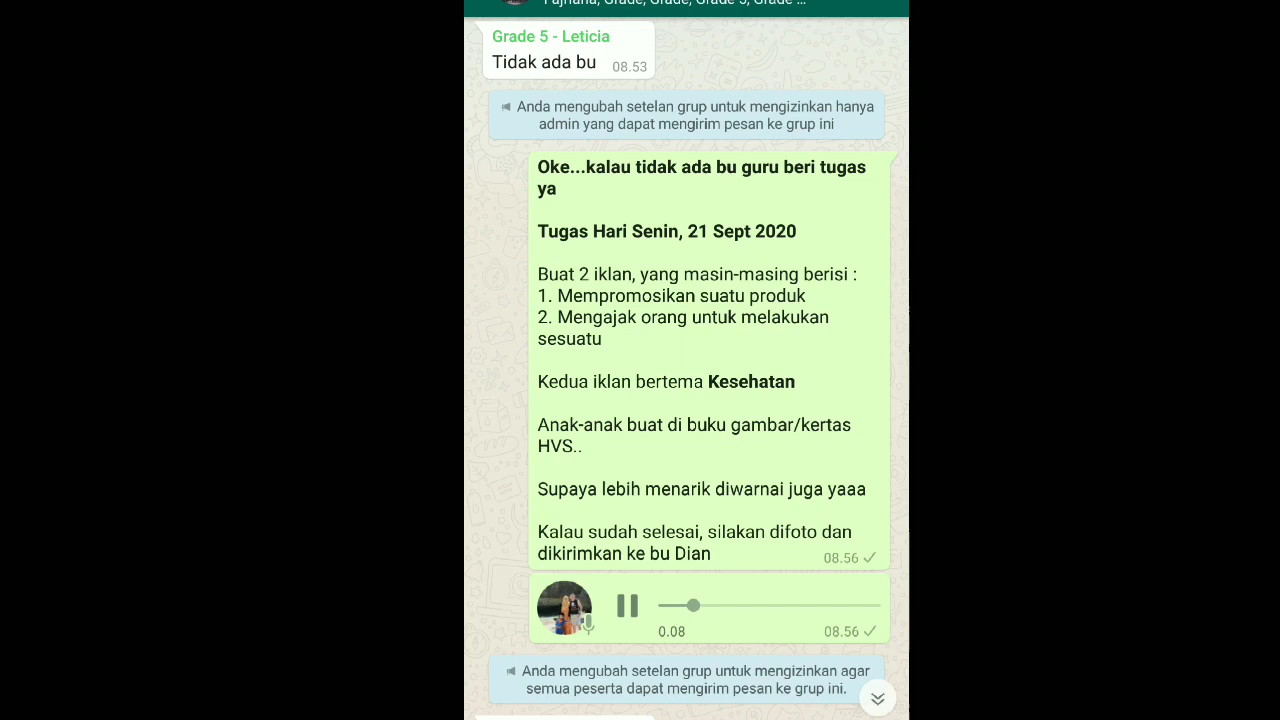 Grade 5 - Leticia
Tidak ada bu 08.53
Anda mengubah setelan grup untuk mengizinkan hanya
admin yang dapat mengirim pesan ke grup ini
Oke...kalau tidak ada bu guru beri tugas
ya
Tugas Hari Senin, 21 Sept 2020
Buat 2 iklan, yang masin-masing berisi :
1. Mempromosikan suatu produk
2. Mengajak orang untuk melakukan
sesuatu
Kedua iklan bertema Kesehatan
Anak-anak buat di buku gambar/kertas
HVS..
Supaya lebih menarik diwarnai juga yaaa
Kalau sudah selesai, silakan difoto dan
dikirimkan ke bu Dian 08.56
0.08 08.56
Anda mengubah setelan grup untuk mengizinkan agar
semua peserta dapat mengirim pesan ke grup ini.